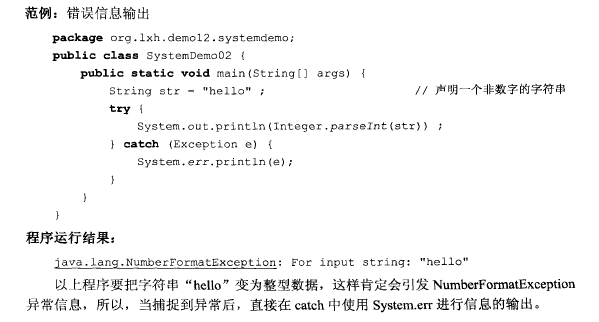 范例：错误信息输出
package org.lxh.demo12.systemdemo;
public class SystemDemo02 {
public static void main(String[] args) {
String str = "hello" ; // 声明一个非数字的字符串
try {
System.out.println(Integer.parseInt(str)) ;
} catch (Exception e) {
System.err.println(e);
}
}
}
程序运行结果：
java.lang.NumberFormatException: For input string: "hello"
以上程序要把字符串“hello”变为整型数据，这样肯定会引发 NumberFormatException
异常信息，所以，当捕捉到异常后，直接在 catch 中使用 System.err 进行信息的输出。